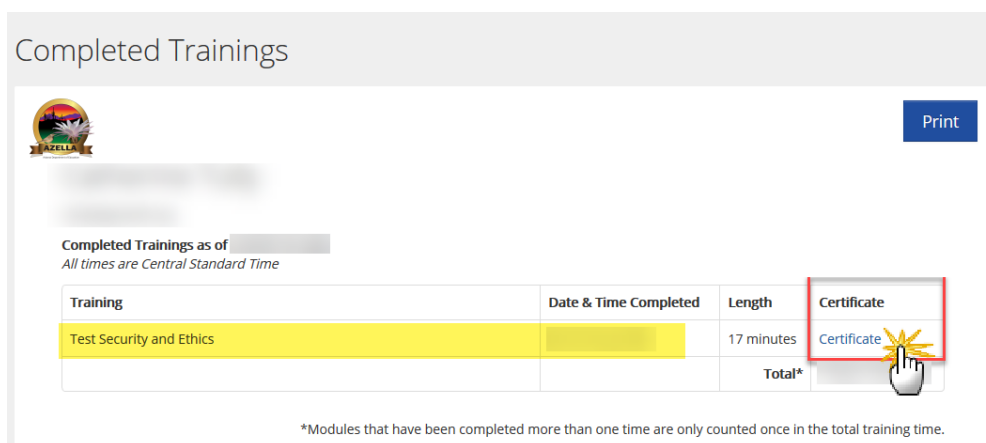 Completed Trainings
AZELLA
Print
Completed Trainings as of
All times are Central Standard Time
Training Date & Time Completed Length Certificate
Test Security and Ethics 17 minutes Certificate
Total*
*Modules that have been completed more than one time are only counted once in the total training time.